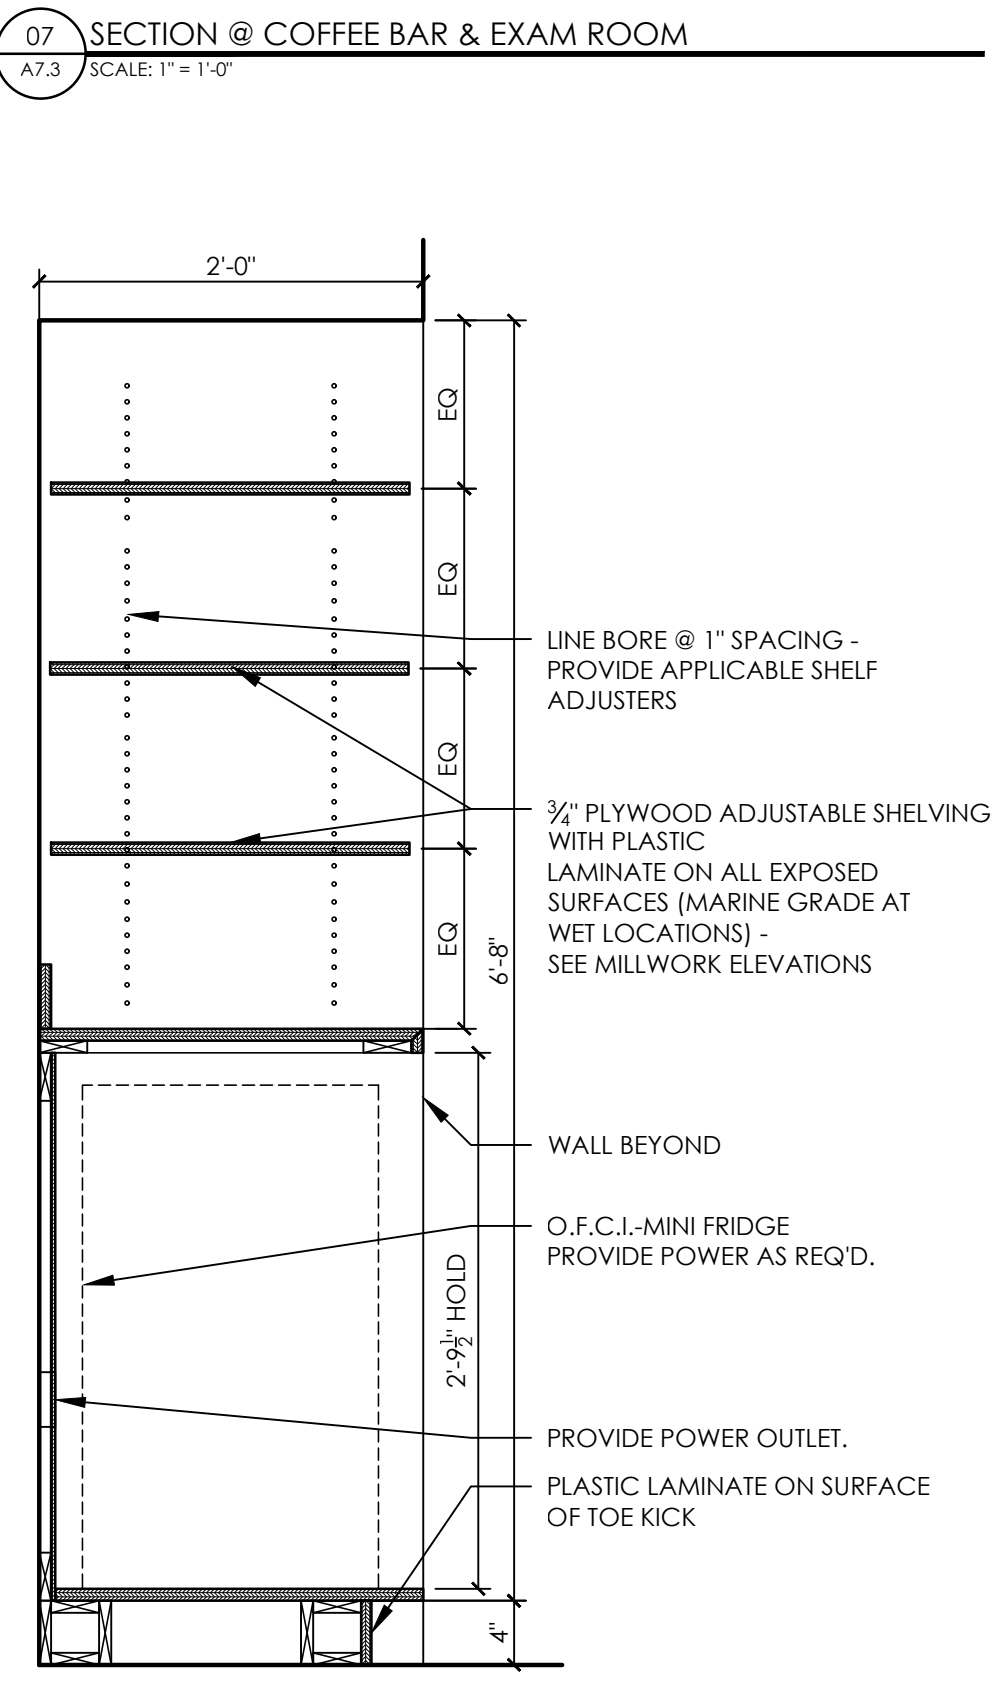 07
SECTION @ COFFEE BAR & EXAM ROOM
A7.3
SCALE: 1" = 1'-0"
2'-0"
EQ
EQ
LINE BORE @ 1" SPACING -
PROVIDE APPLICABLE SHELF
ADJUSTERS
EQ
¾" PLYWOOD ADJUSTABLE SHELVING
WITH PLASTIC
LAMINATE ON ALL EXPOSED
SURFACES (MARINE GRADE AT
WET LOCATIONS) -
SEE MILLWORK ELEVATIONS
EQ
6'-8"
WALL BEYOND
O.F.C.I.-MINI FRIDGE
PROVIDE POWER AS REQ'D.
2'-9½" HOLD
PROVIDE POWER OUTLET.
PLASTIC LAMINATE ON SURFACE
OF TOE KICK
4"